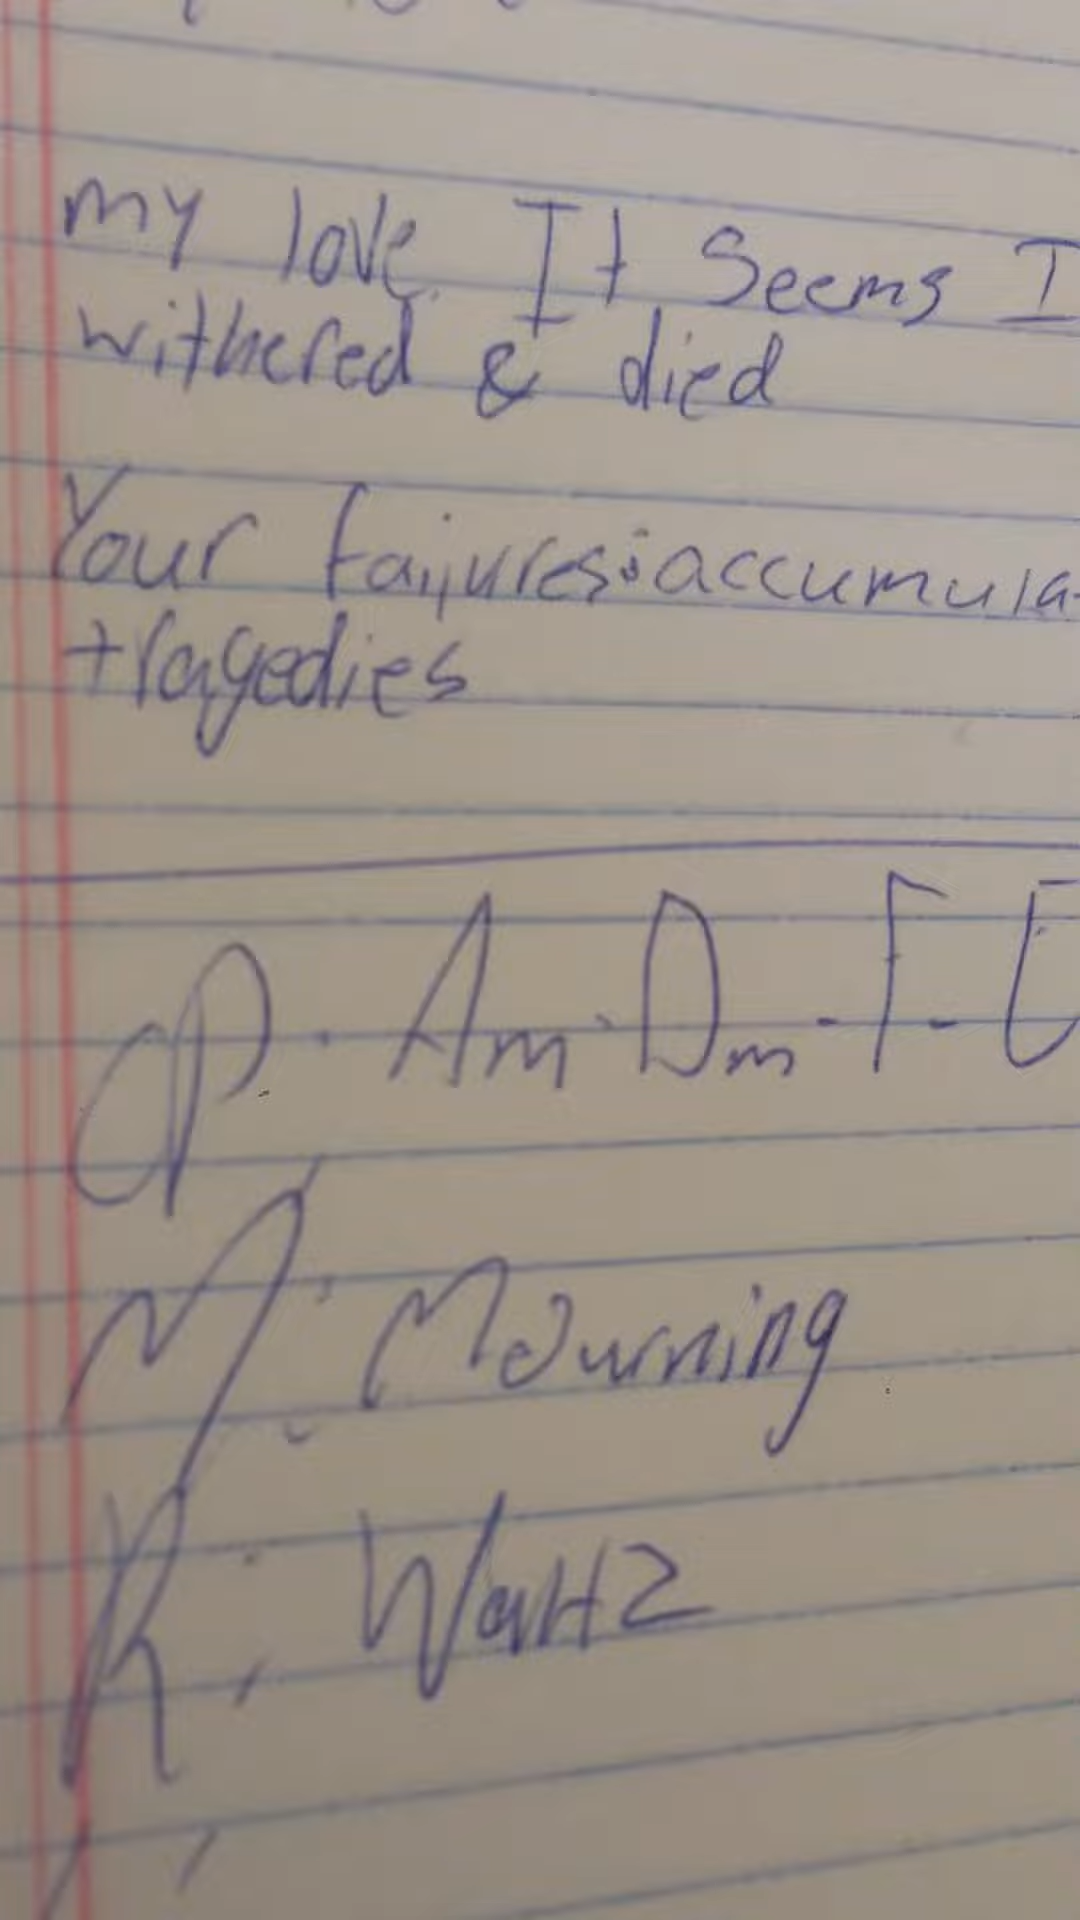 my love. It Seems I
withered & died
Your failures: accumula
tragedies
P. Am. Dm - F -
M: Mourning
R: Waltz